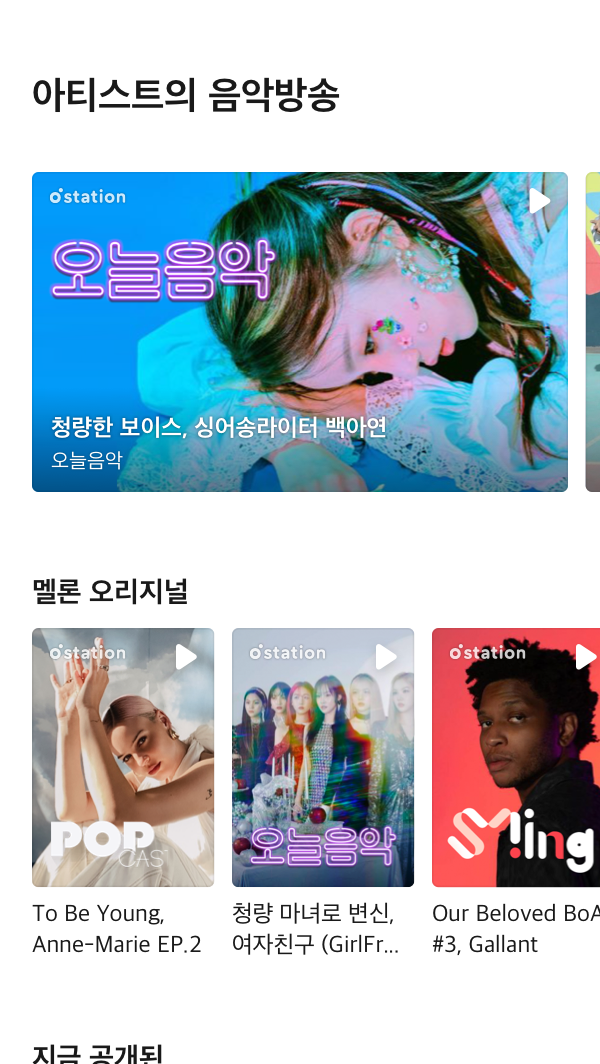 아티스트의 음악방송
station
오늘음악
청량한 보이스, 싱어송라이터 백아연
오늘음악
멜론 오리지널
station
station
station
POP
CAST
오늘음악
SMing
To Be Young,
Anne-Marie EP.2
청량 마녀로 변신,
여자친구 (GirlFr...
Our Beloved BoA
#3, Gallant
지금 공개된